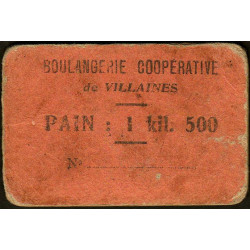 BOULANGERIE COOPÉRATIVE
de VILLAINES
PAIN : 1 kil. 500
N°